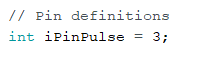 // Pin definitions
int iPinPulse = 3;